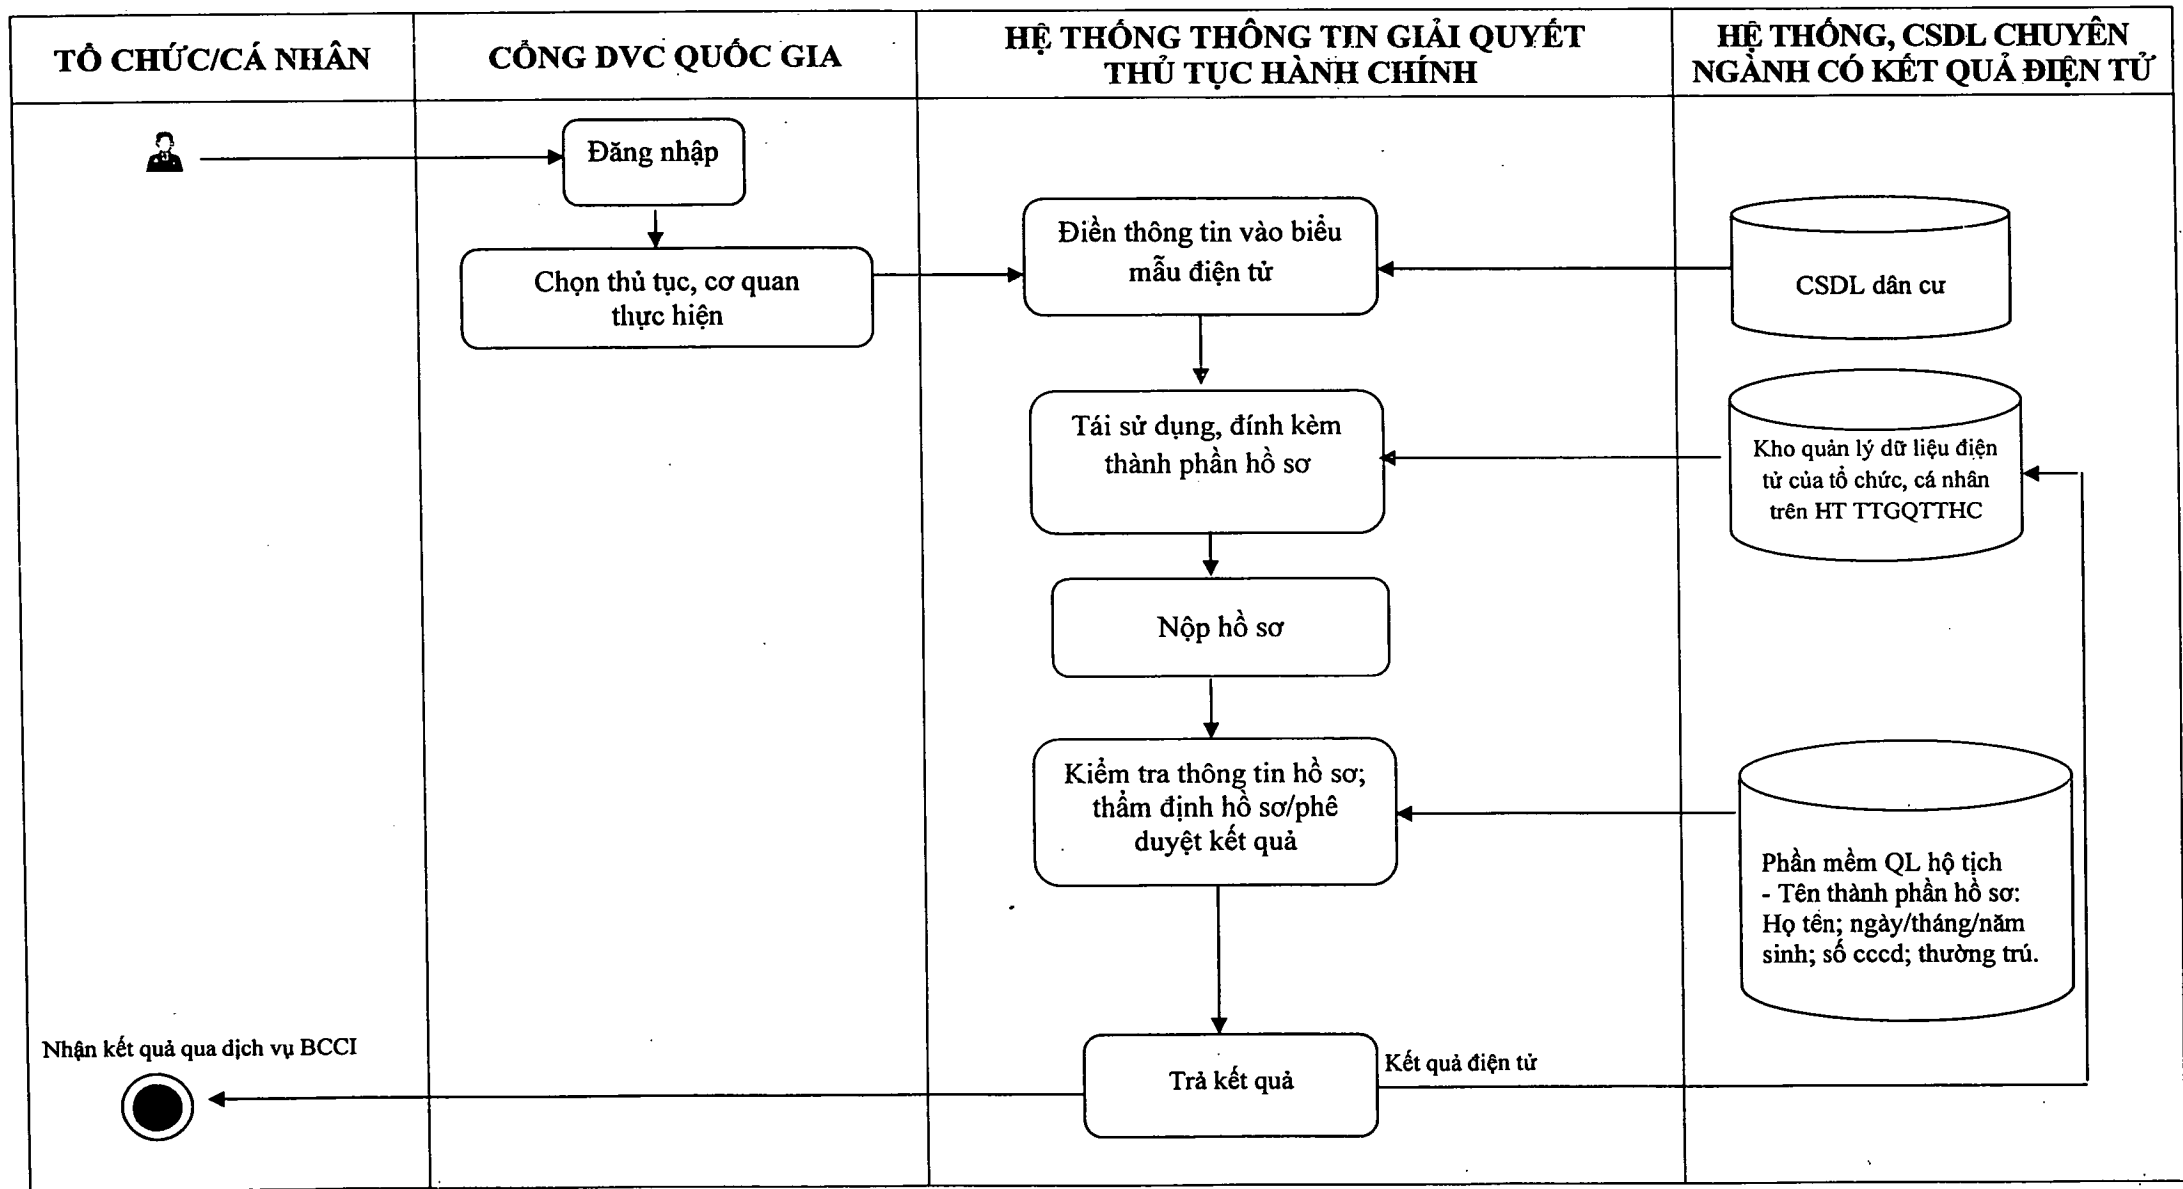 TỔ CHỨC/CÁ NHÂN
CỔNG DVC QUỐC GIA
HỆ THỐNG THÔNG TIN GIẢI QUYẾT
THỦ TỤC HÀNH CHÍNH
HỆ THỐNG, CSDL CHUYÊN
NGÀNH CÓ KẾT QUẢ ĐIỆN TỬ
Đăng nhập
Chọn thủ tục, cơ quan
thực hiện
Điền thông tin vào biểu
mẫu điện tử
CSDL dân cư
Tái sử dụng, đính kèm
thành phần hồ sơ
Kho quản lý dữ liệu điện
tử của tổ chức, cá nhân
trên HT TTGQTTHC
Nộp hồ sơ
Kiểm tra thông tin hồ sơ;
thẩm định hồ sơ/phê
duyệt kết quả
Phần mềm QL hộ tịch
- Tên thành phần hồ sơ:
Họ tên; ngày/tháng/năm
sinh; số cccd; thường trú.
Nhận kết quả qua dịch vụ BCCI
Trả kết quả
Kết quả điện tử